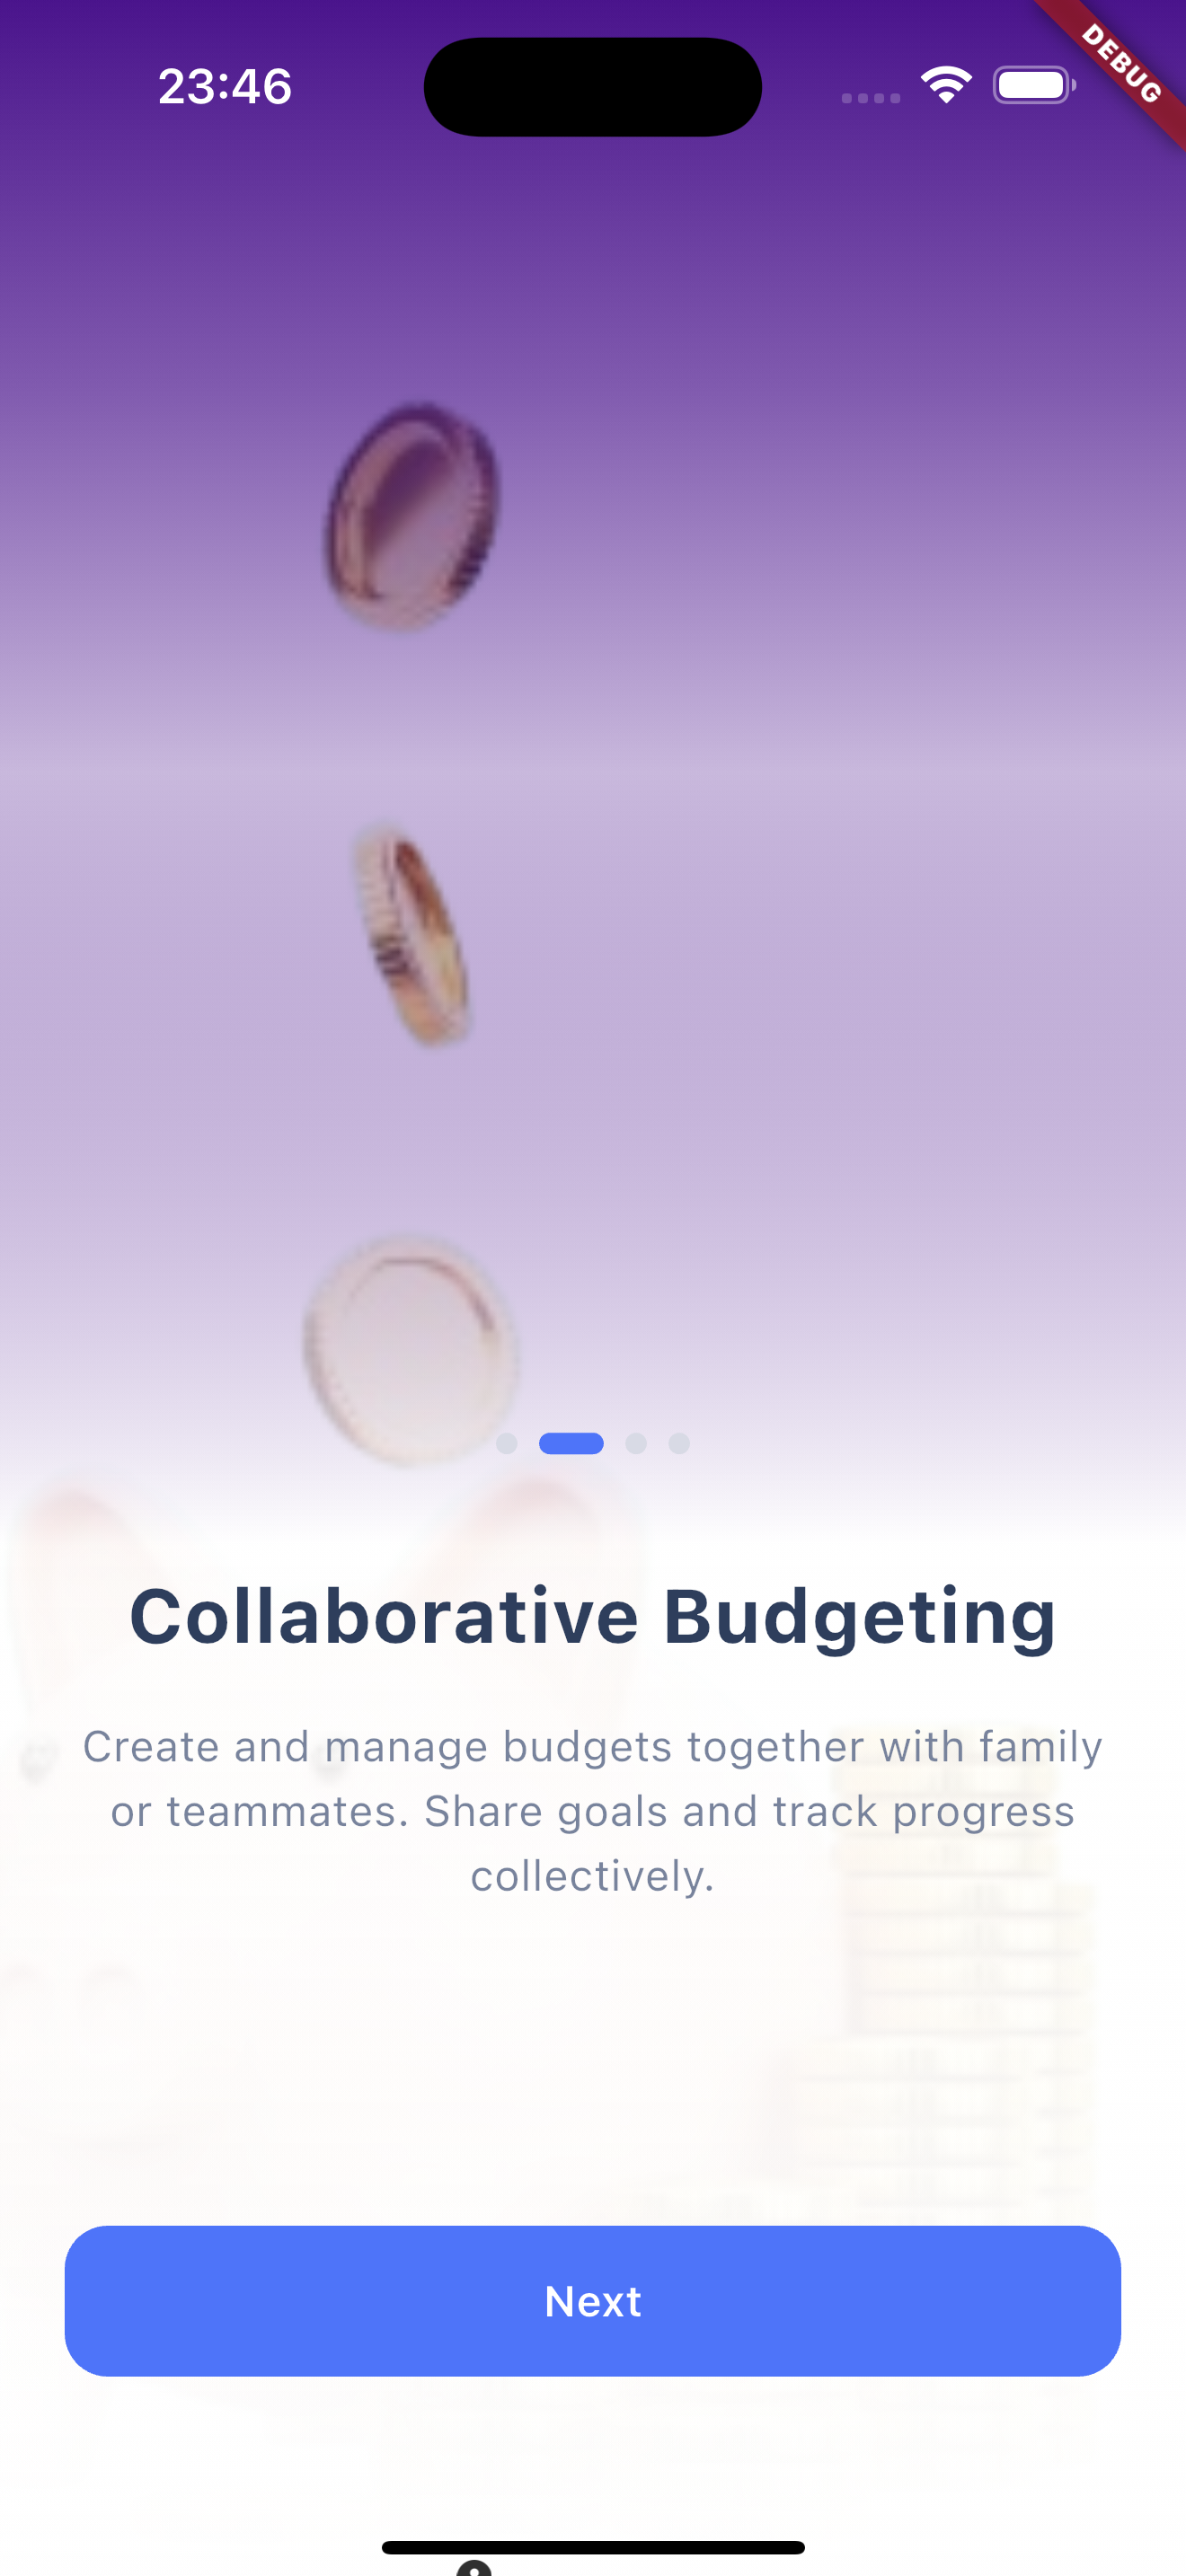 23:46
DEBUG
Collaborative Budgeting
Create and manage budgets together with family
or teammates. Share goals and track progress
collectively.
Next